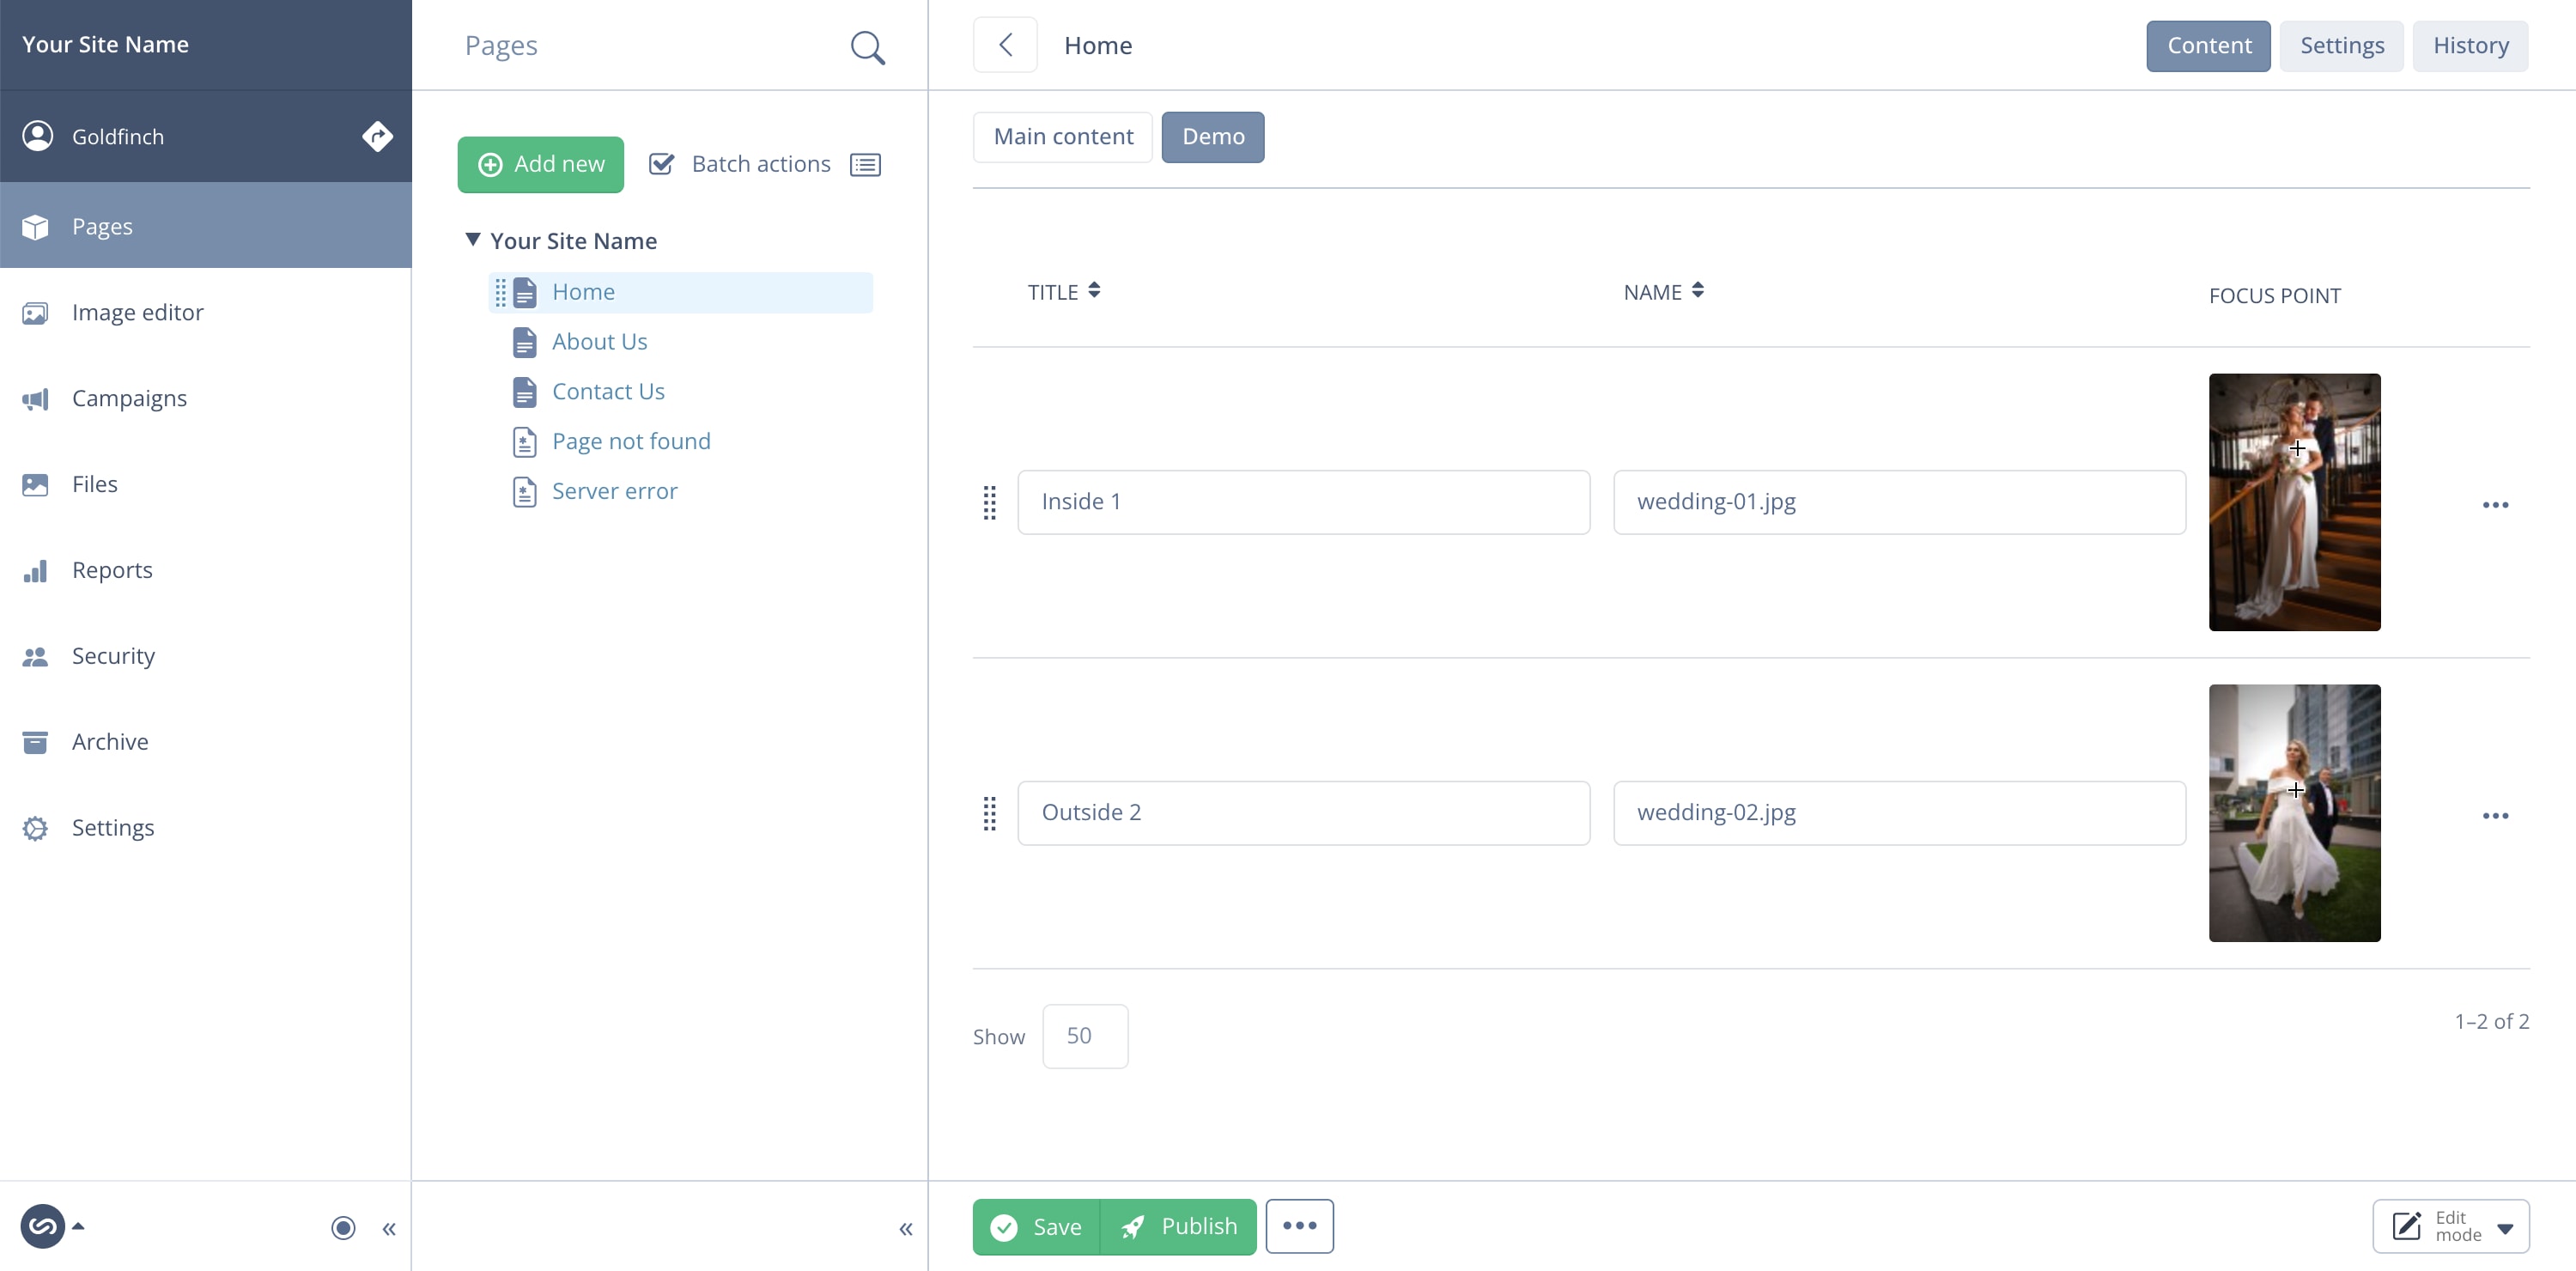 Your Site Name
Goldfinch
Pages
Image editor
Campaigns
Files
Reports
Security
Archive
Settings
Pages
Add new
Batch actions
Your Site Name
Home
About Us
Contact Us
Page not found
Server error
Home
Content
Settings
History
Main content
Demo
TITLE
NAME
FOCUS POINT
Inside 1
wedding-01.jpg
Outside 2
wedding-02.jpg
Show
50
1–2 of 2
Save
Publish
Edit
mode